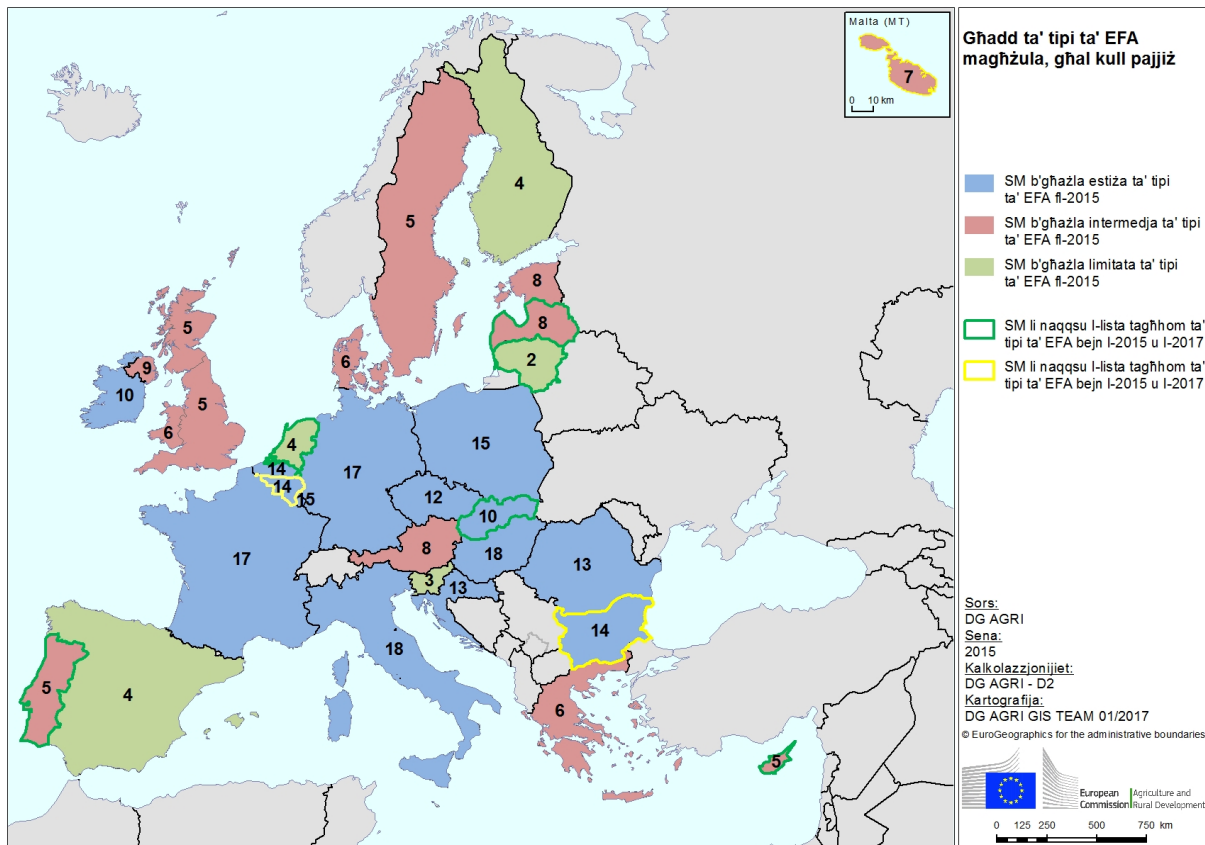 Malta (MT)
7
0 10 km
4
5
8
8
2
6
5
9
10
5
6
4
14
14
15
17
15
12
10
17
8
18
3
13
13
18
14
5
4
6
5
Għadd ta' tipi ta' EFA
magħżula, għal kull pajjiż
SM b'għażla estiża ta' tipi
ta' EFA fl-2015
SM b'għażla intermedja ta' tipi
ta' EFA fl-2015
SM b'għażla limitata ta' tipi
ta' EFA fl-2015
SM li naqqsu l-lista tagħhom ta'
tipi ta' EFA bejn l-2015 u l-2017
SM li naqqsu l-lista tagħhom ta'
tipi ta' EFA bejn l-2015 u l-2017
Sors:
DG AGRI
Sena:
2015
Kalkolazzjonijiet:
DG AGRI - D2
Kartografija:
DG AGRI GIS TEAM 01/2017
© EuroGeographics for the administrative boundaries
European
Commission
Agriculture and
Rural Development
0 125 250 500 750 km